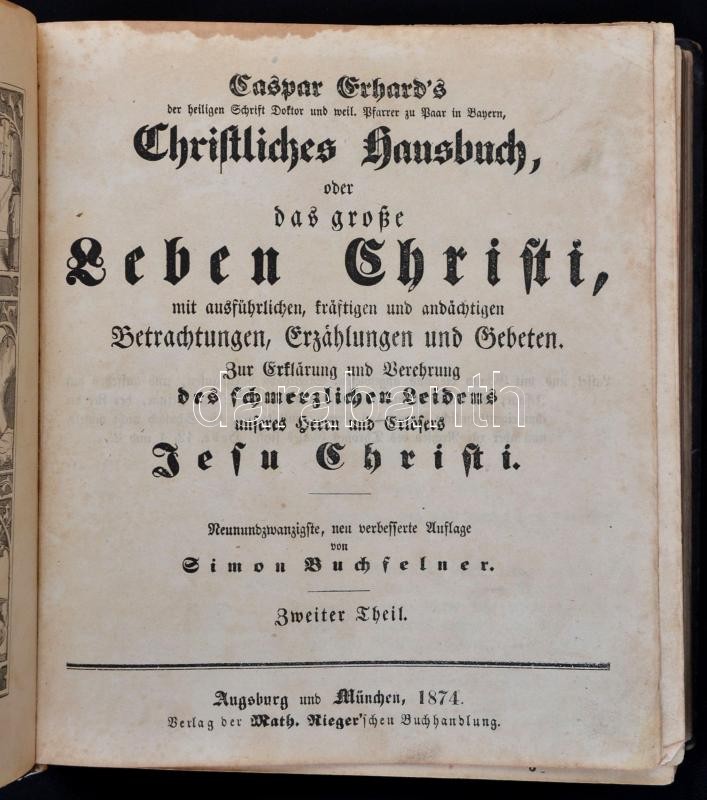 Caspar Erhard's
der heiligen Schrift Doktor und weil. Pfarrer zu Paar in Bayern,
Christliches Hausbuch,
oder
das große
Leben Christi,
mit ausführlichen, kräftigen und andächtigen
Betrachtungen, Erzählungen und Gebeten.
Zur Erklärung und Verehrung
des schmerzlichen Leidens
darabanth
unseres Herrn und Erlösers
Jesu Christi.
Neunundzwanzigste, neu verbesserte Auflage
von
Simon Buchfelner.
Zweiter Theil.
Augsburg und München, 1874.
Verlag der Math. Rieger'schen Buchhandlung.